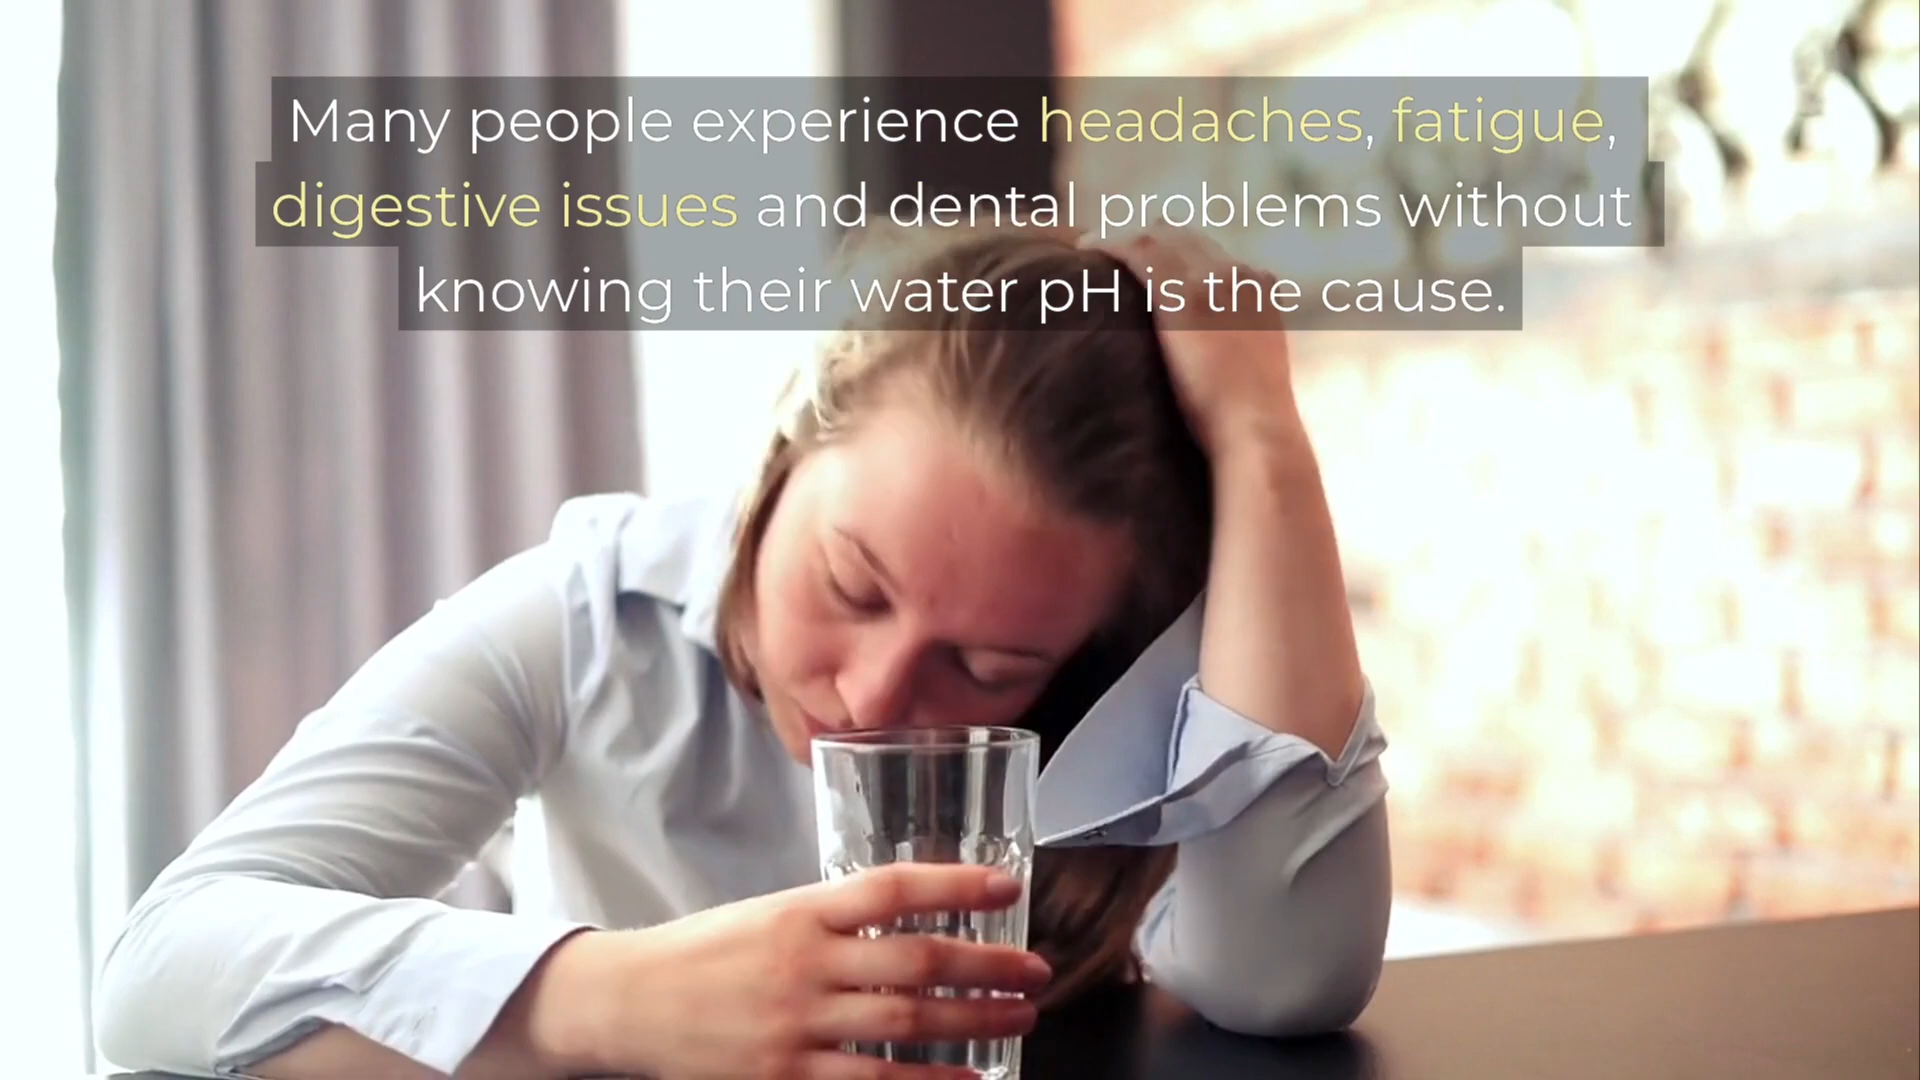 Many people experience headaches, fatigue,
digestive issues and dental problems without
knowing their water pH is the cause.